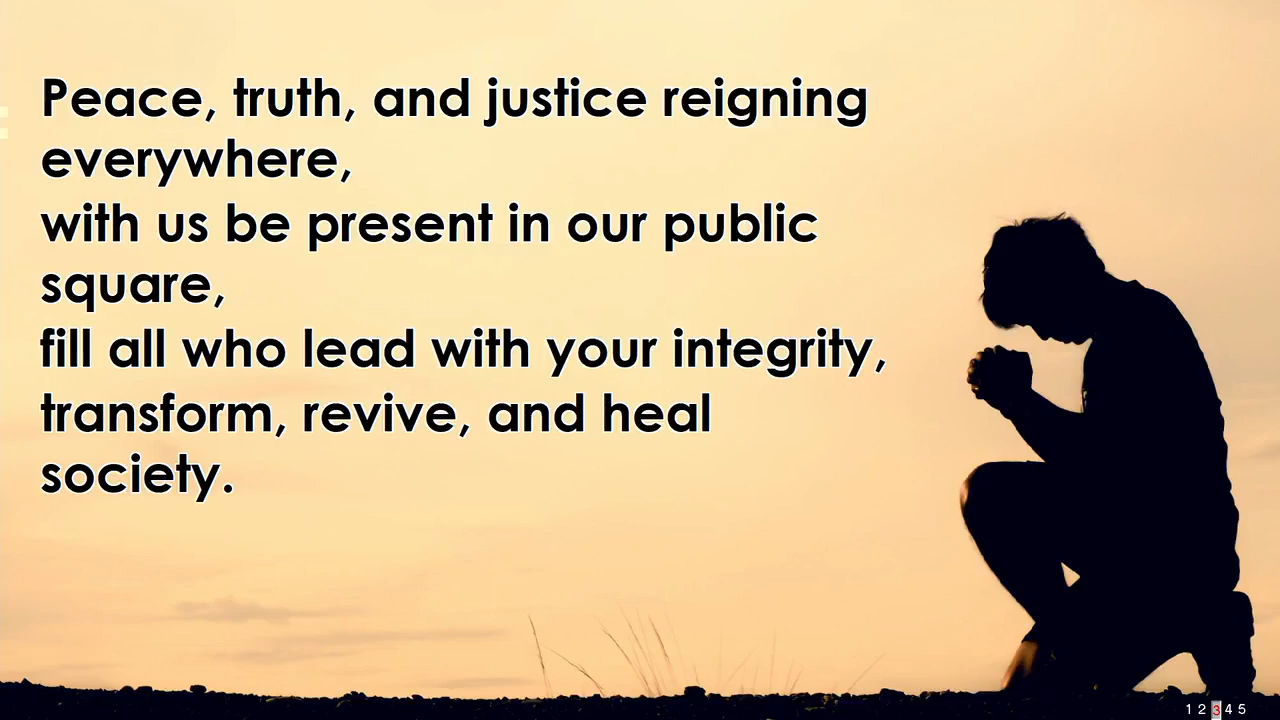 Peace, truth, and justice reigning
everywhere,
with us be present in our public
square,
fill all who lead with your integrity,
transform, revive, and heal
society.
1 2 3 4 5